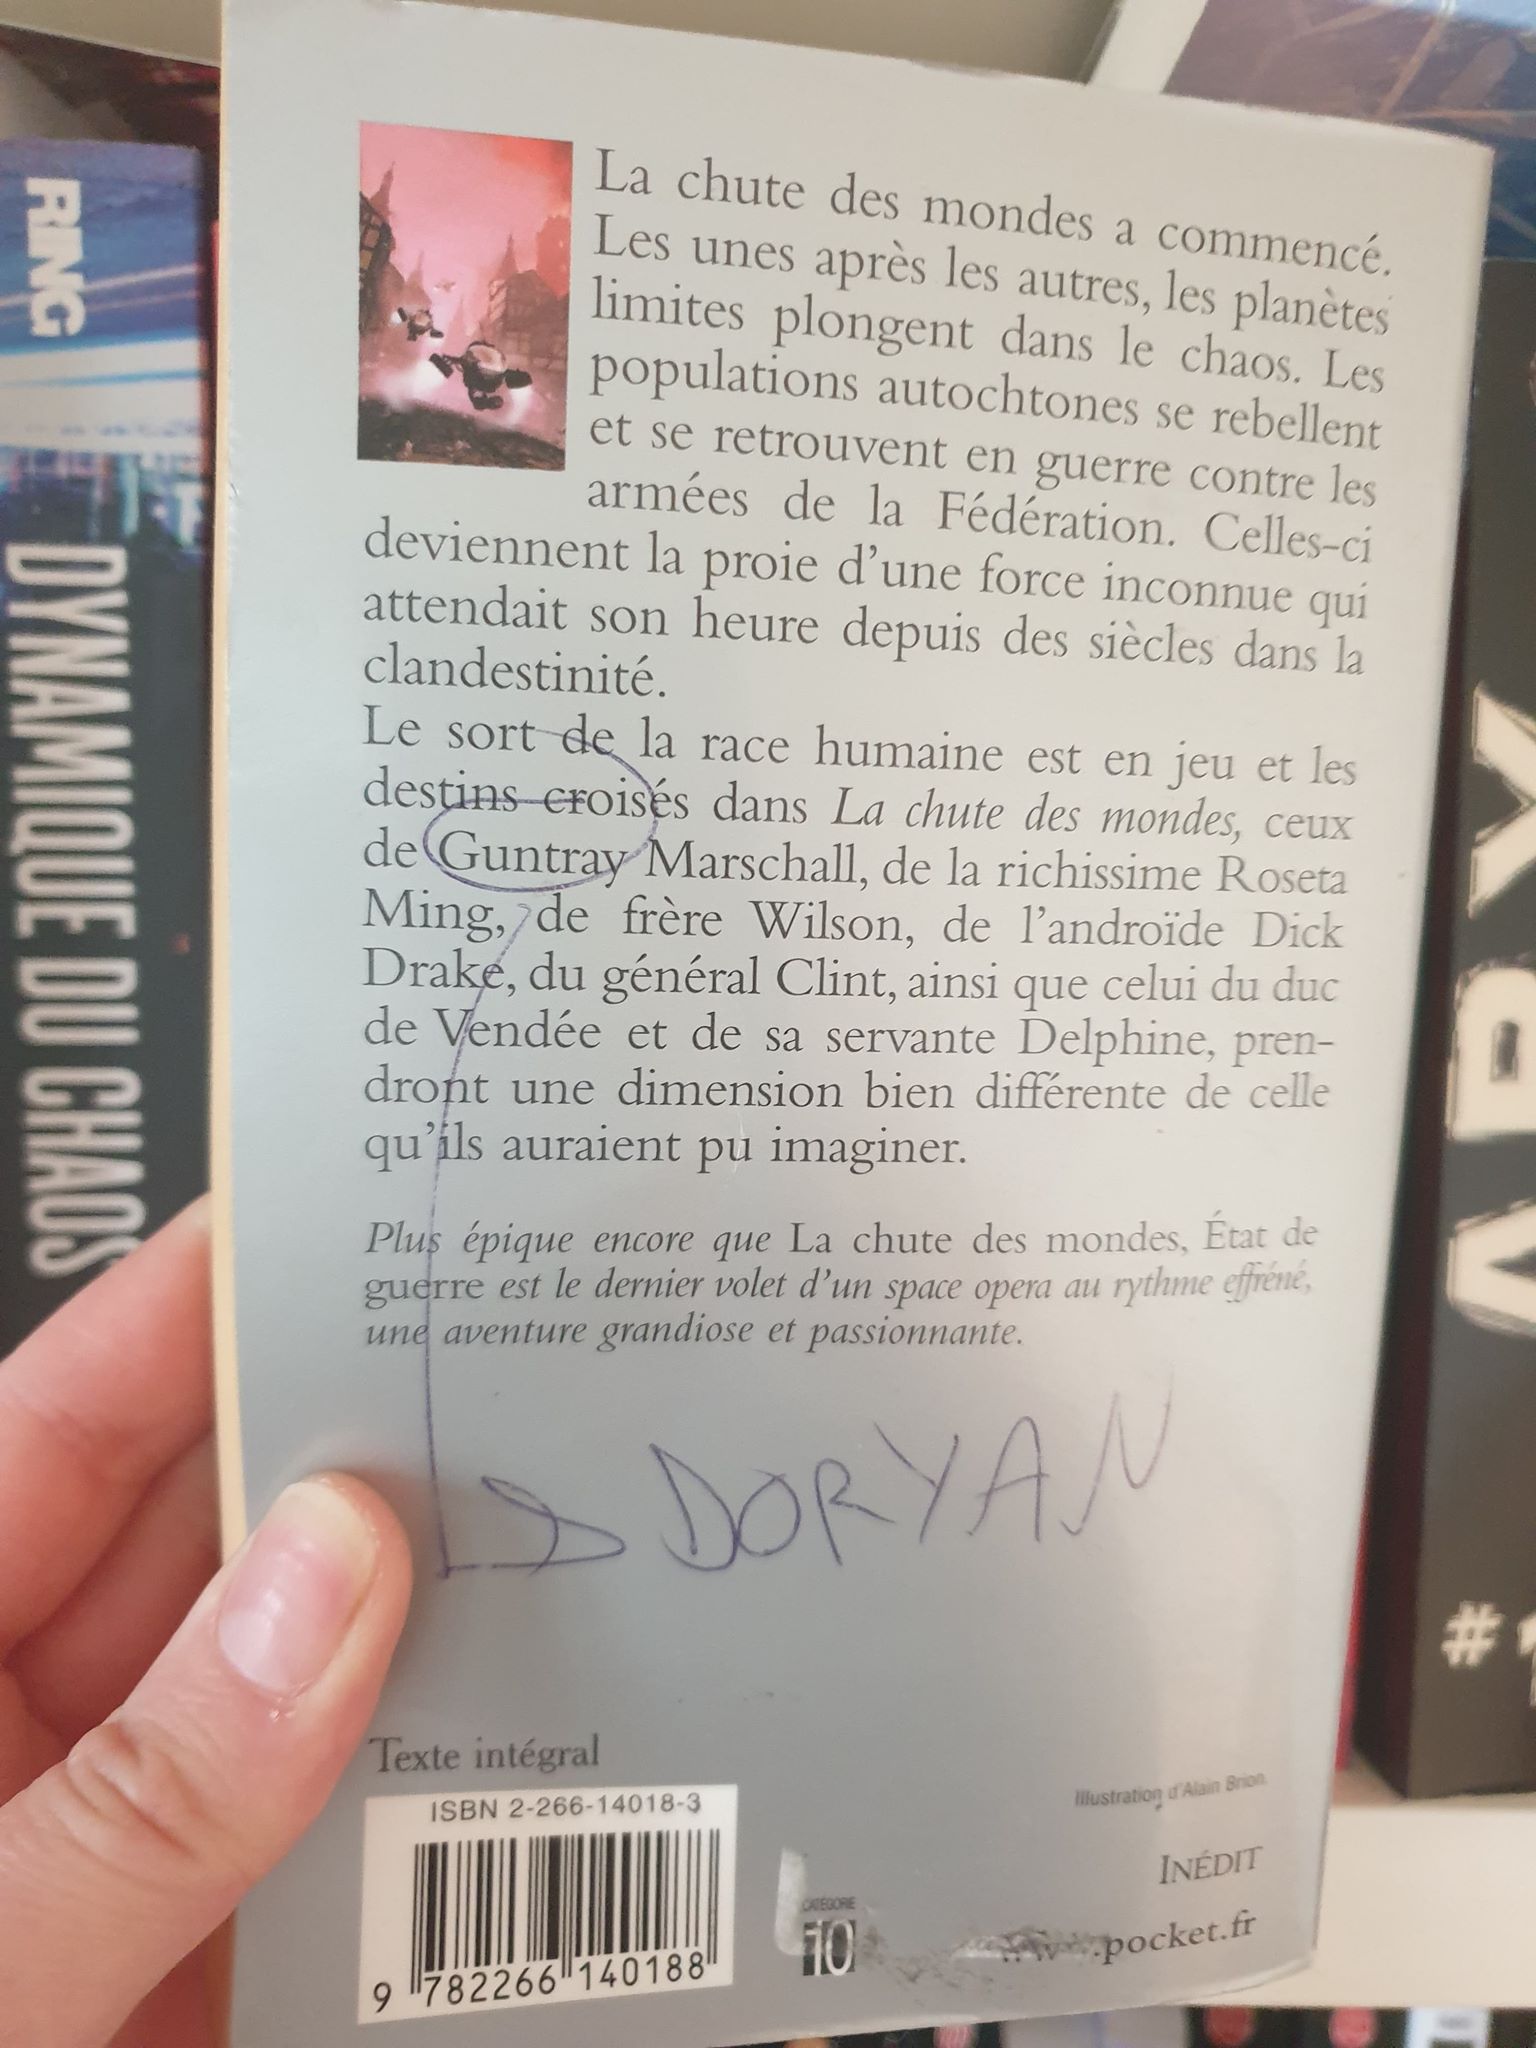 RING
DYNAMIQUE DU CHAOS
La chute des mondes a commencé.
Les unes après les autres, les planètes
limites plongent dans le chaos. Les
populations autochtones se rebellent
et se retrouvent en guerre contre les
armées de la Fédération. Celles-ci
deviennent la proie d'une force inconnue qui
attendait son heure depuis des siècles dans la
clandestinité.
Le sort de la race humaine est en jeu et les
destins croisés dans La chute des mondes, ceux
de Guntray Marschall, de la richissime Roseta
Ming, de frère Wilson, de l'androïde Dick
Drake, du général Clint, ainsi que celui du duc
de Vendée et de sa servante Delphine, pren-
dront une dimension bien différente de celle
qu'ils auraient pu imaginer.
Plus épique encore que La chute des mondes, État de
guerre est le dernier volet d'un space opera au rythme effréné,
une aventure grandiose et passionnante.
DORYAN
Texte intégral
ISBN 2-266-14018-3
9 782266 140188
Illustration d'Alain Brion
CATÉGORIE
10
INÉDIT
.pocket.fr